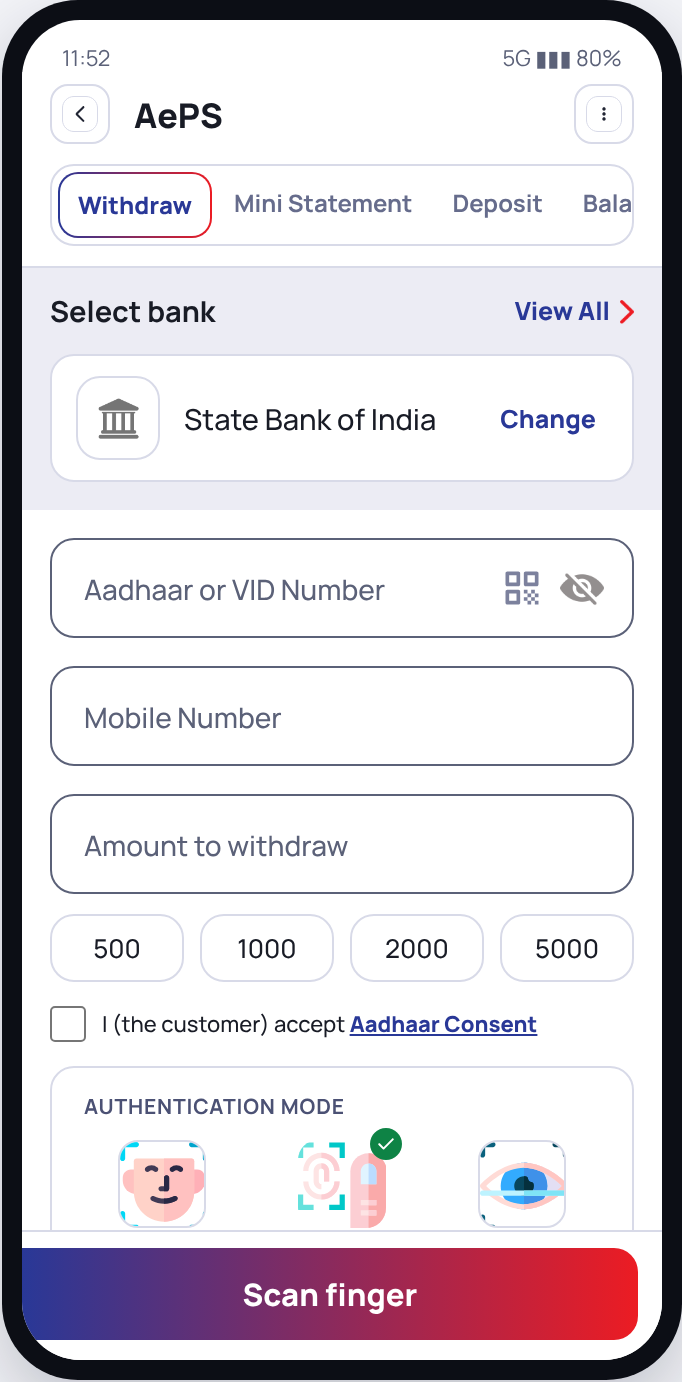 11:52 5G 80%
AePS
Withdraw Mini Statement Deposit Bala
Select bank View All
State Bank of India Change
Aadhaar or VID Number
Mobile Number
Amount to withdraw
500 1000 2000 5000
I (the customer) accept Aadhaar Consent
AUTHENTICATION MODE
Scan finger